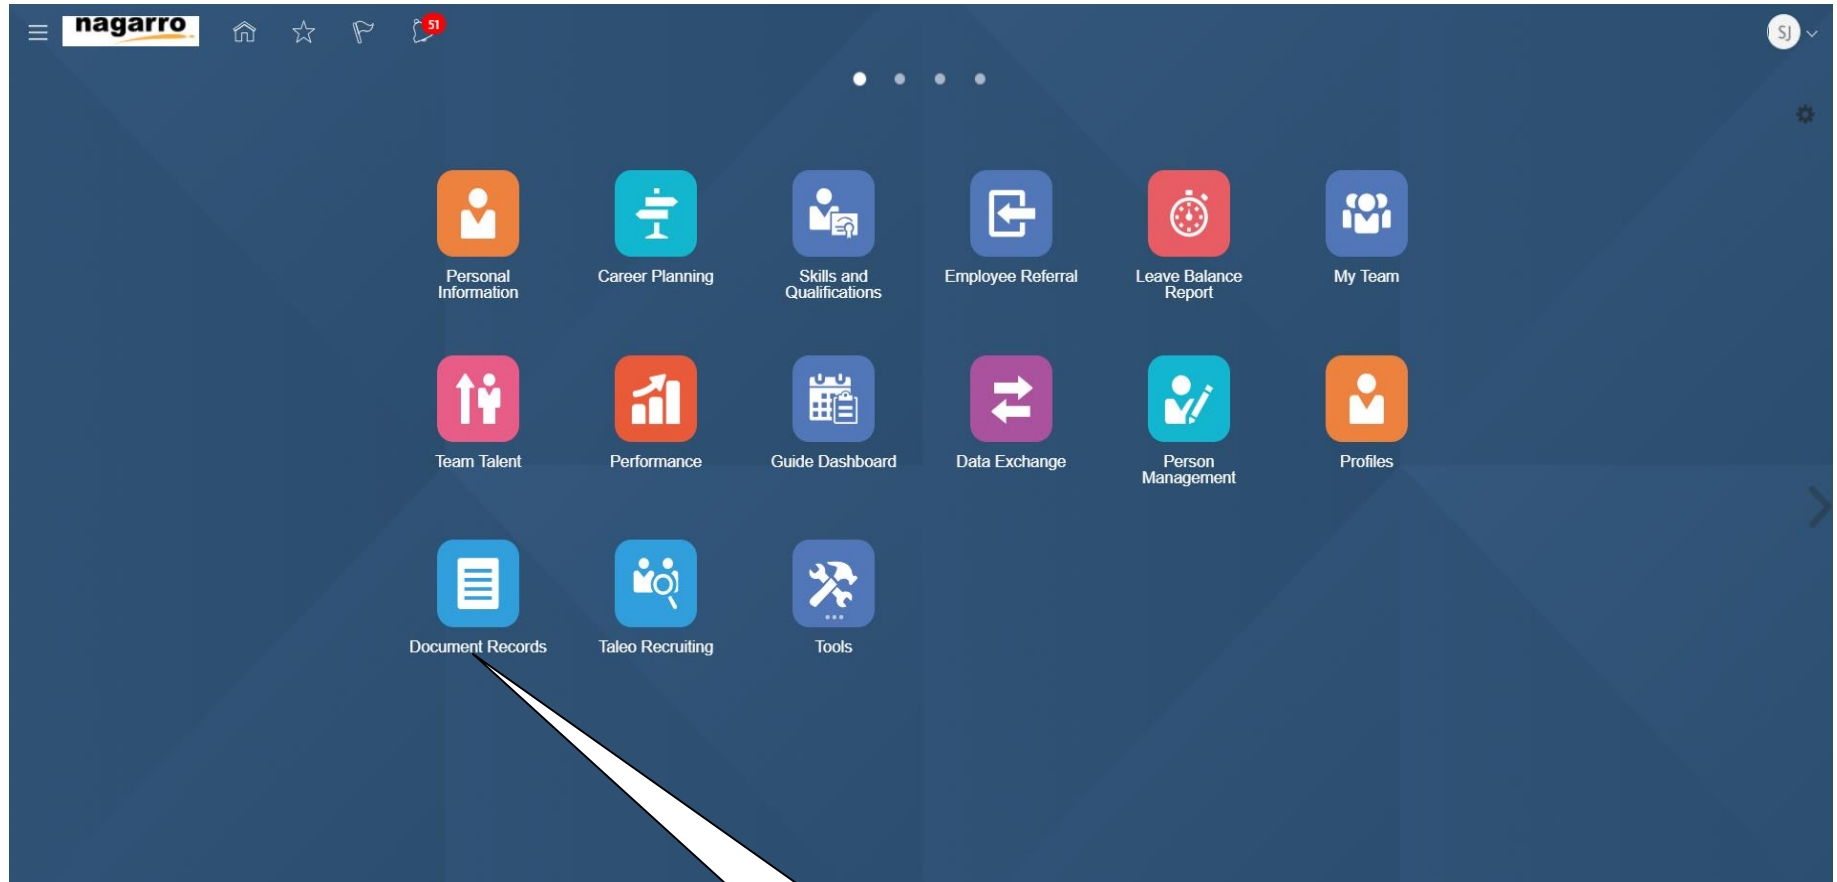 nagarro
51
SJ
Personal
Information
Career Planning
Skills and
Qualifications
Employee Referral
Leave Balance
Report
My Team
Team Talent
Performance
Guide Dashboard
Data Exchange
Person
Management
Profiles
Document Records
Taleo Recruiting
Tools